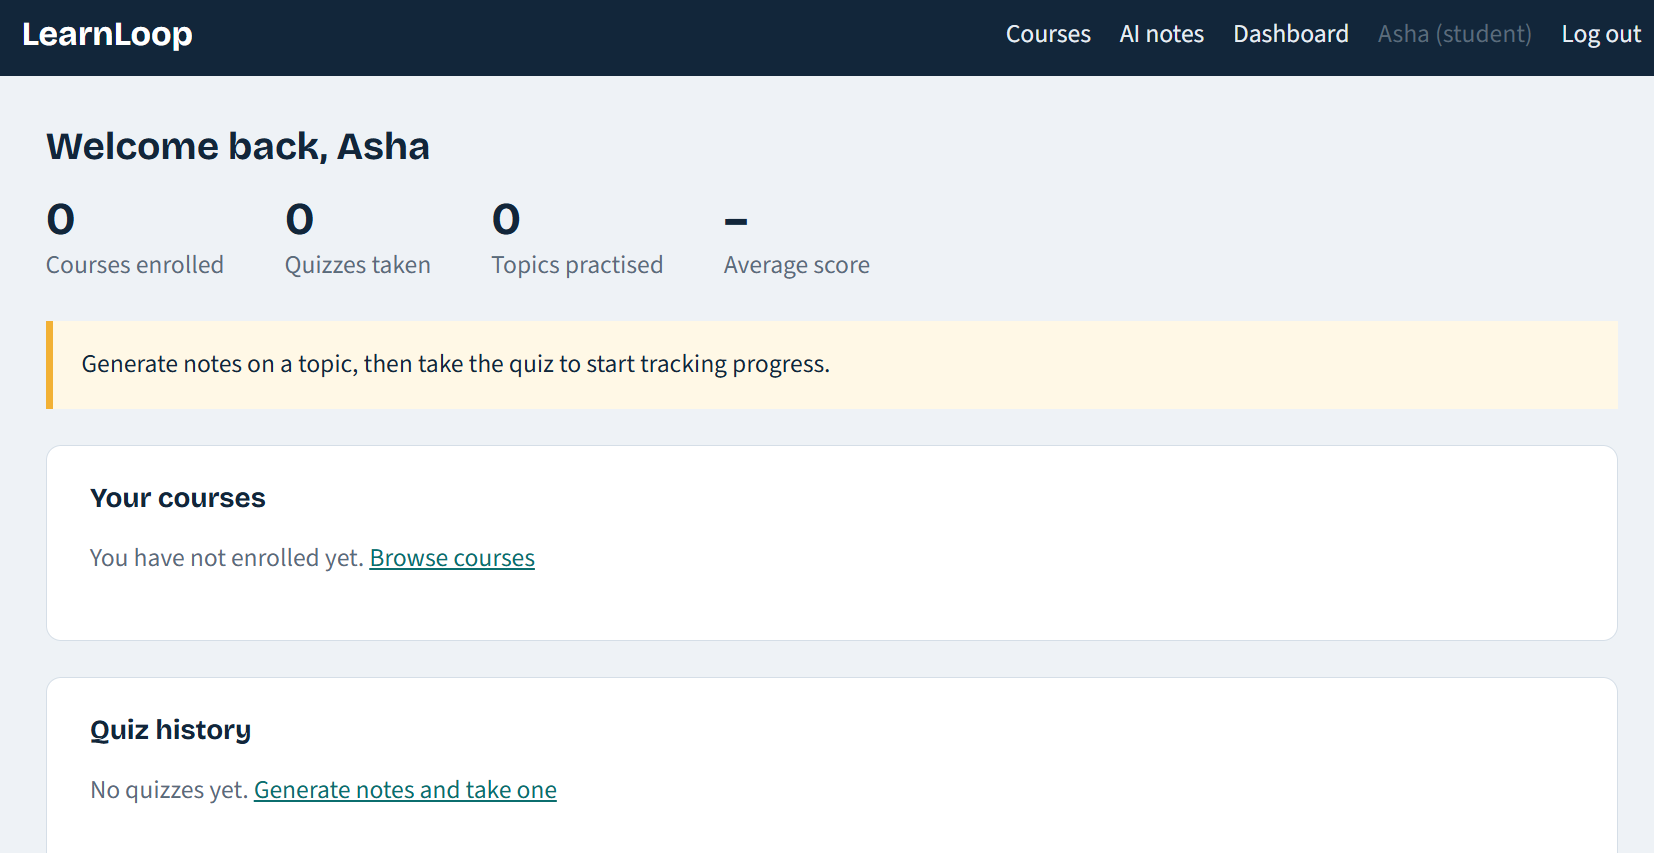 LearnLoop
Courses AI notes Dashboard Asha (student) Log out
Welcome back, Asha
0 0 0 –
Courses enrolled Quizzes taken Topics practised Average score
Generate notes on a topic, then take the quiz to start tracking progress.
Your courses
You have not enrolled yet. Browse courses
Quiz history
No quizzes yet. Generate notes and take one